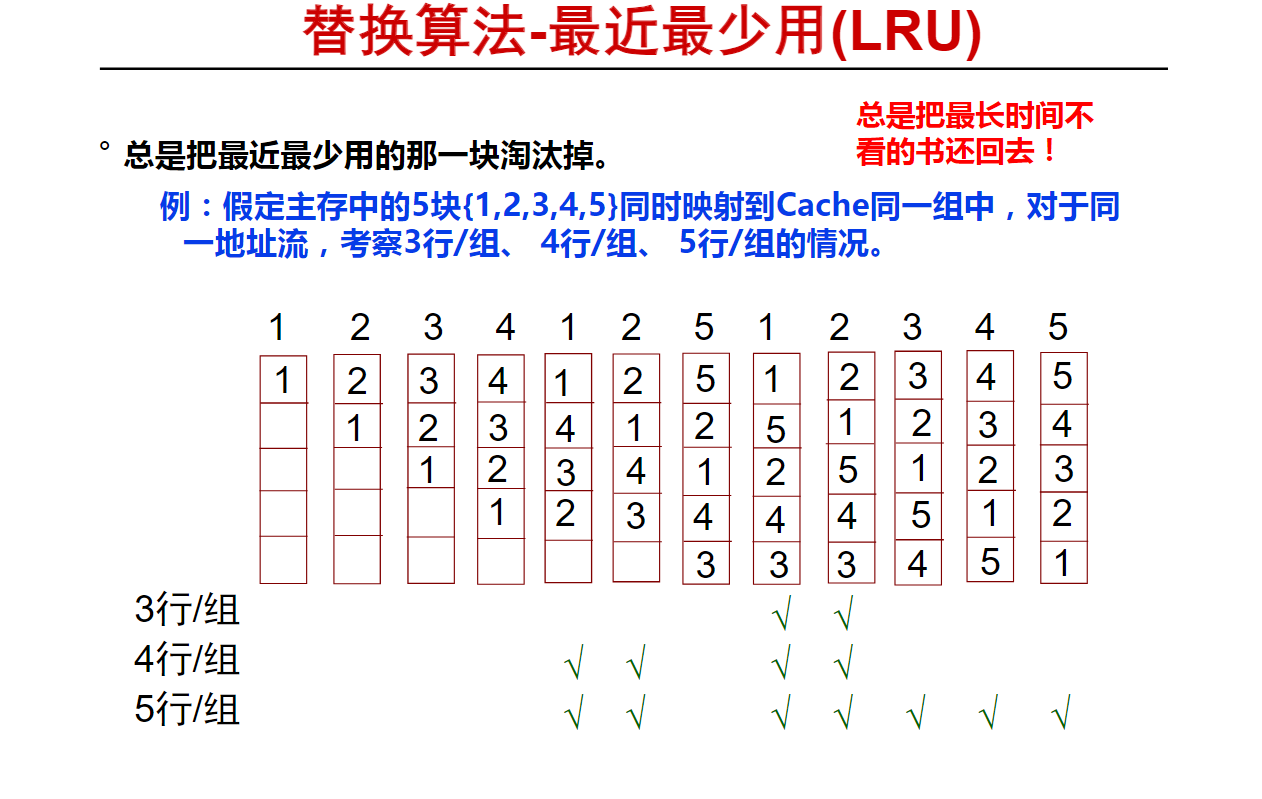 替换算法-最近最少用(LRU)
总是把最长时间不
看的书还回去！
° 总是把最近最少用的那一块淘汰掉。
例：假定主存中的5块{1,2,3,4,5}同时映射到Cache同一组中，对于同
一地址流，考察3行/组、 4行/组、 5行/组的情况。
1 2 3 4 1 2 5 1 2 3 4 5
1 2 3 4 1 2 5 1 2 3 4 5
1 2 3 4 1 2 5 1 2 3 4
1 2 3 4 1 2 5 1 2 3
1 2 3 4 4 4 5 1 2
3 3 3 4 5 1
3行/组 √ √
4行/组 √ √ √ √
5行/组 √ √ √ √ √ √ √